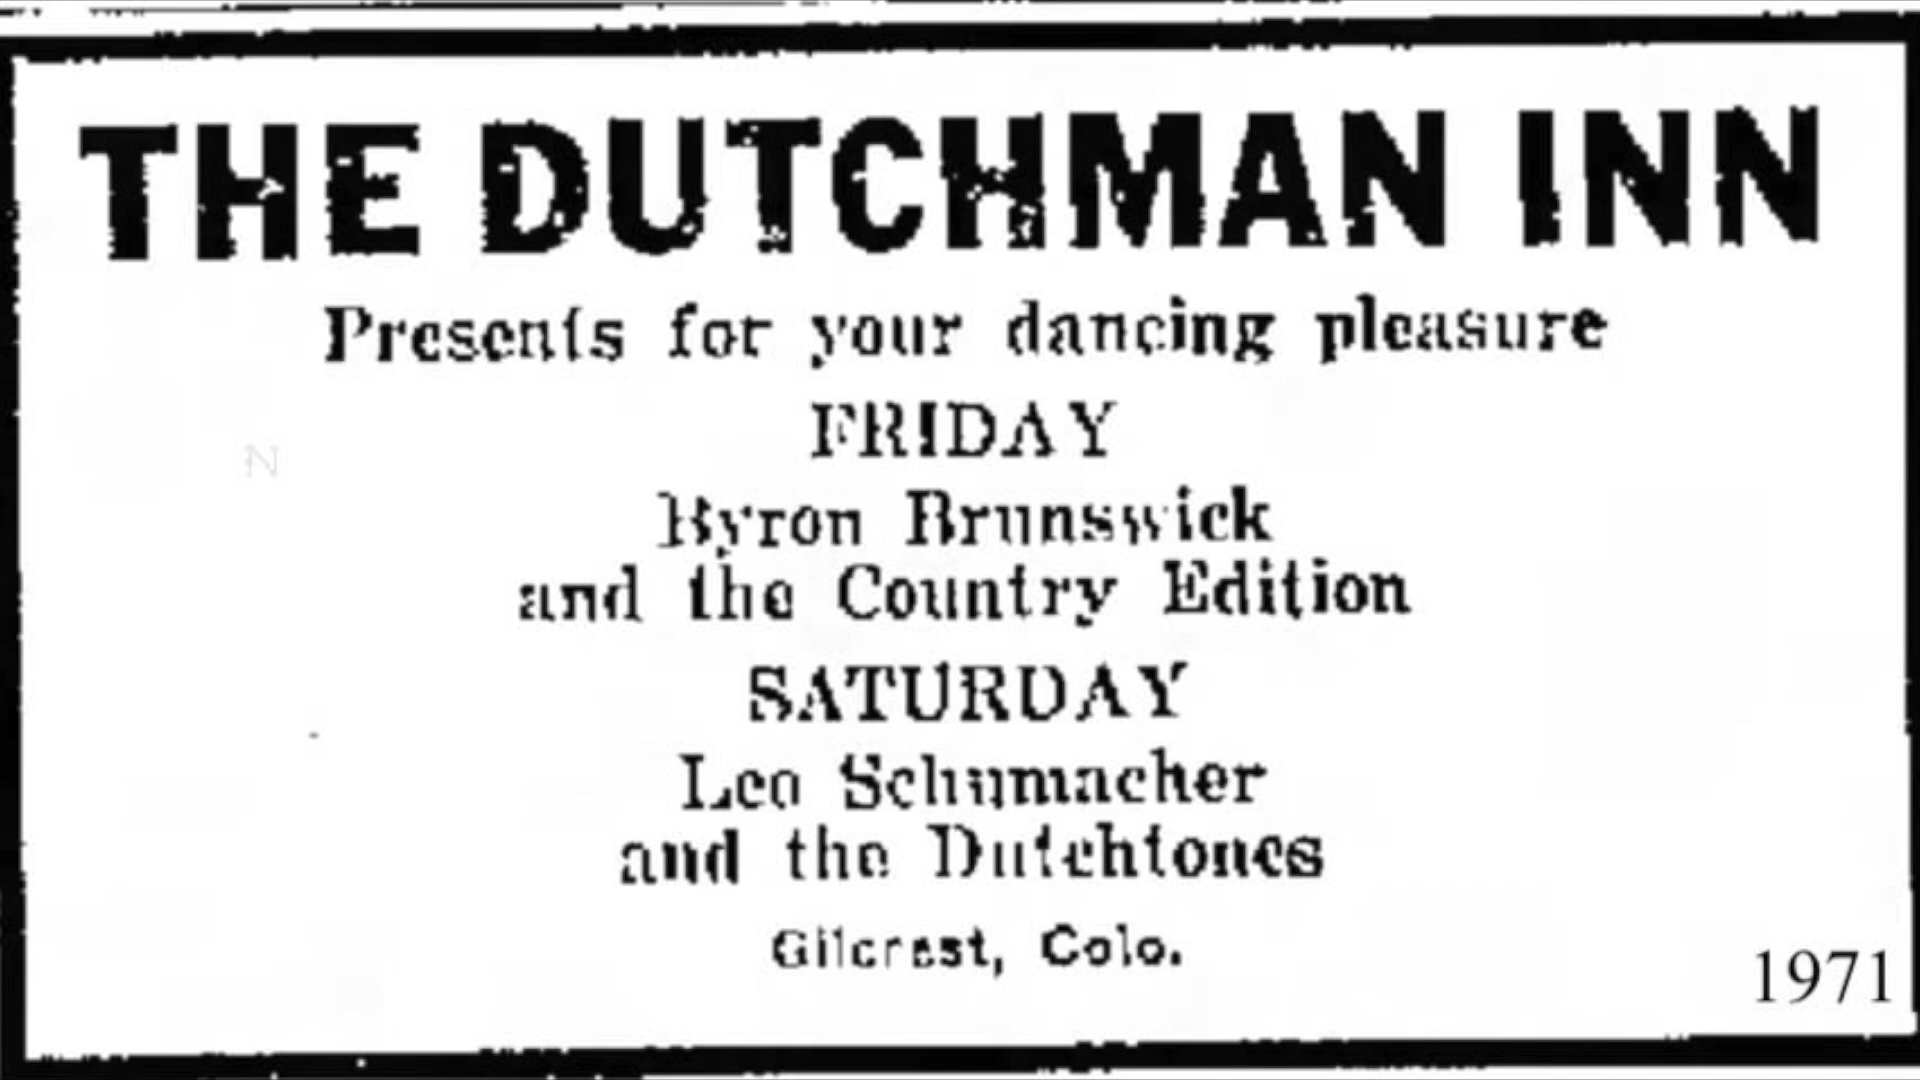 THE DUTCHMAN INN
Presents for your dancing pleasure
FRIDAY
Byron Brunswick
and the Country Edition
SATURDAY
Leo Schumacher
and the Dutchtones
Gilcrest, Colo.
1971